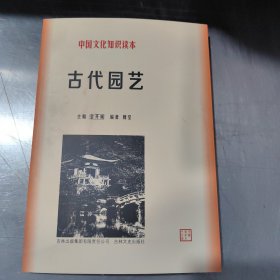 中国文化知识读本
古代园艺
主编 金开诚 编著 曹坚
吉林出版集团有限责任公司 吉林文史出版社